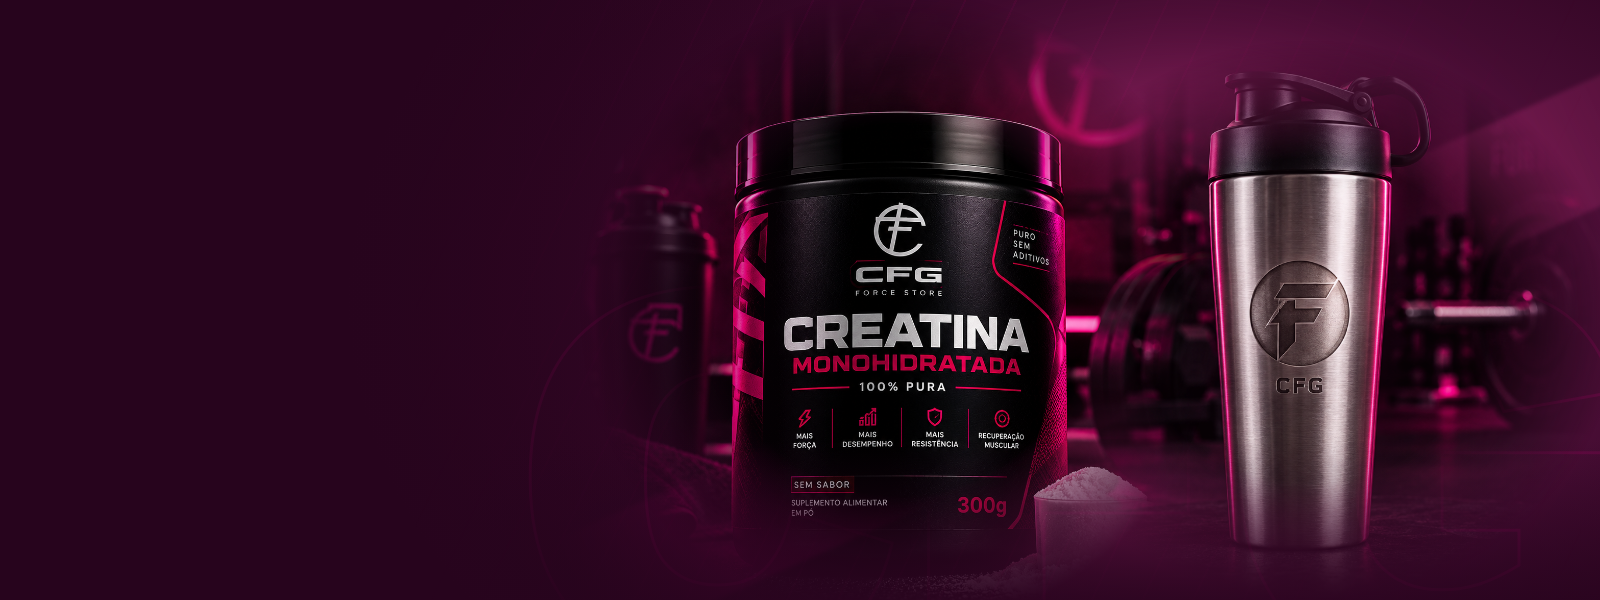 CFG
FORCE STORE
PURO
SEM
ADITIVOS
CREATINA
MONOHIDRATADA
100% PURA
MAIS
FORÇA
MAIS
DESEMPENHO
MAIS
RESISTÊNCIA
RECUPERAÇÃO
MUSCULAR
SEM SABOR
SUPLEMENTO ALIMENTAR
EM PÓ
300g
F
CFG